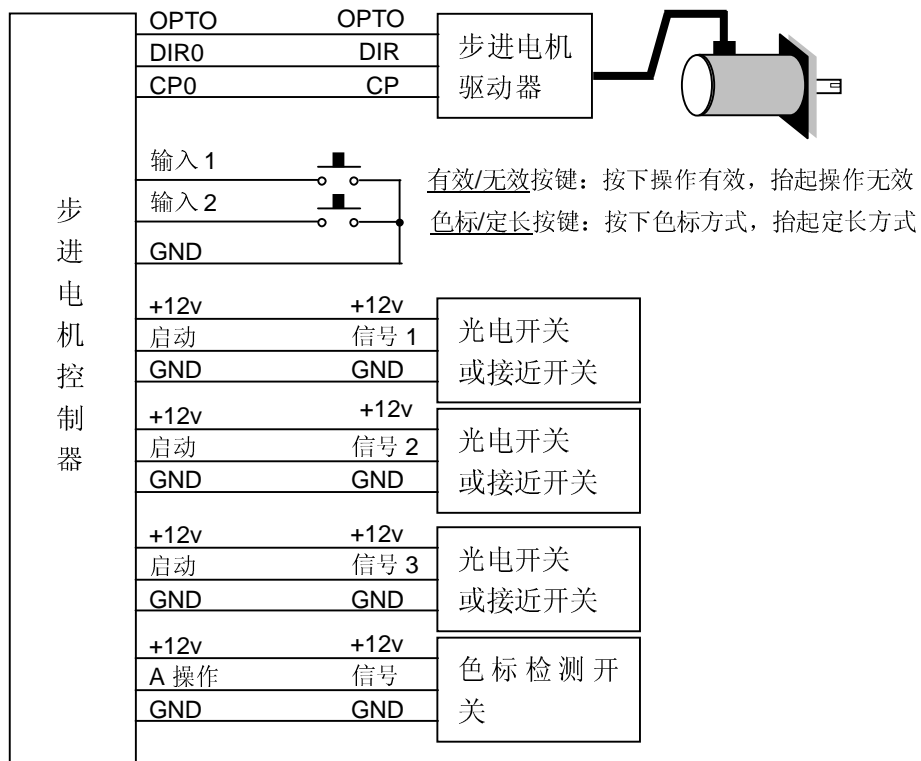 OPTO OPTO
DIR0 DIR
CP0 CP
步进电机
驱动器
步进电机控制器
输入 1
输入 2
GND
有效/无效按键：按下操作有效，抬起操作无效
色标/定长按键：按下色标方式，抬起定长方式
+12v +12v
启动 信号 1
GND GND
光电开关
或接近开关
+12v +12v
启动 信号 2
GND GND
光电开关
或接近开关
+12v +12v
启动 信号 3
GND GND
光电开关
或接近开关
+12v +12v
A 操作 信号
GND GND
色标检测开
关